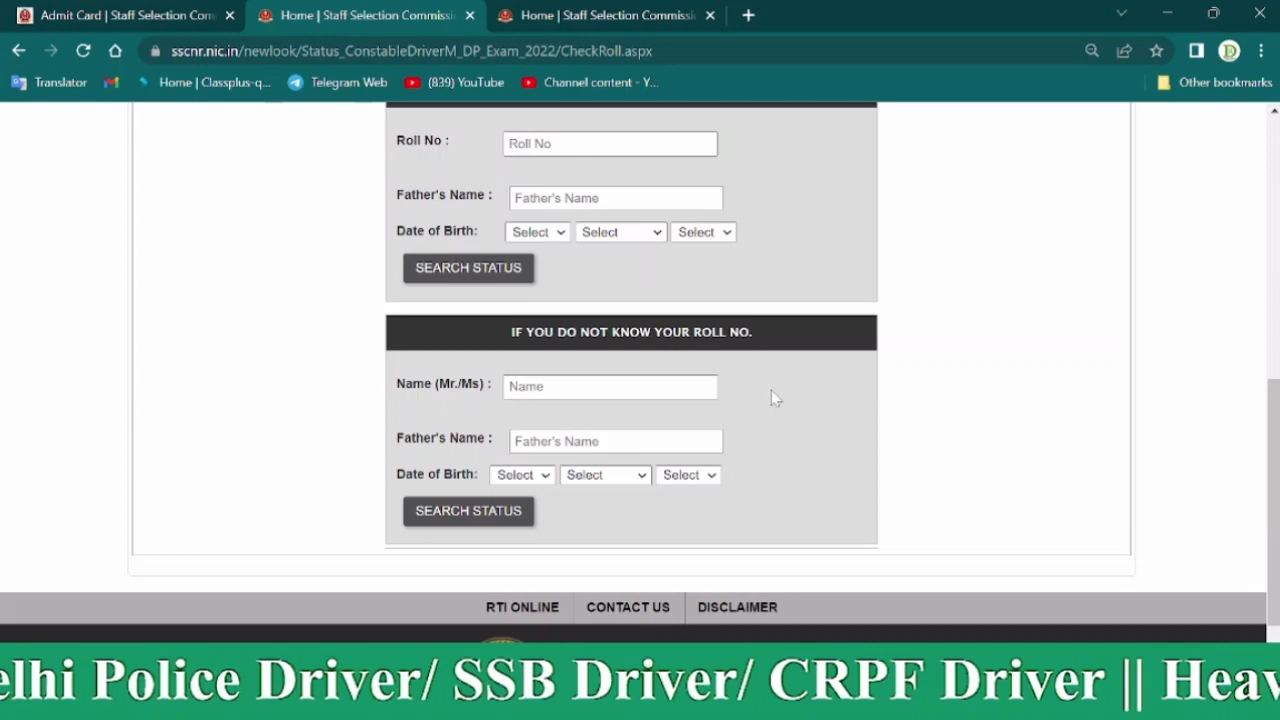 Admit Card | Staff Selection Com
Home | Staff Selection Commissio
Home | Staff Selection Commissio
sscnr.nic.in/newlook/Status_ConstableDriverM_DP_Exam_2022/CheckRoll.aspx
Translator
Home | Classplus-q...
Telegram Web
(839) YouTube
Channel content - Y...
Other bookmarks
Roll No :
Roll No
Father's Name :
Father's Name
Date of Birth:
Select
Select
Select
SEARCH STATUS
IF YOU DO NOT KNOW YOUR ROLL NO.
Name (Mr./Ms) :
Name
Father's Name :
Father's Name
Date of Birth:
Select
Select
Select
SEARCH STATUS
RTI ONLINE
CONTACT US
DISCLAIMER
elhi Police Driver/ SSB Driver/ CRPF Driver || Heav